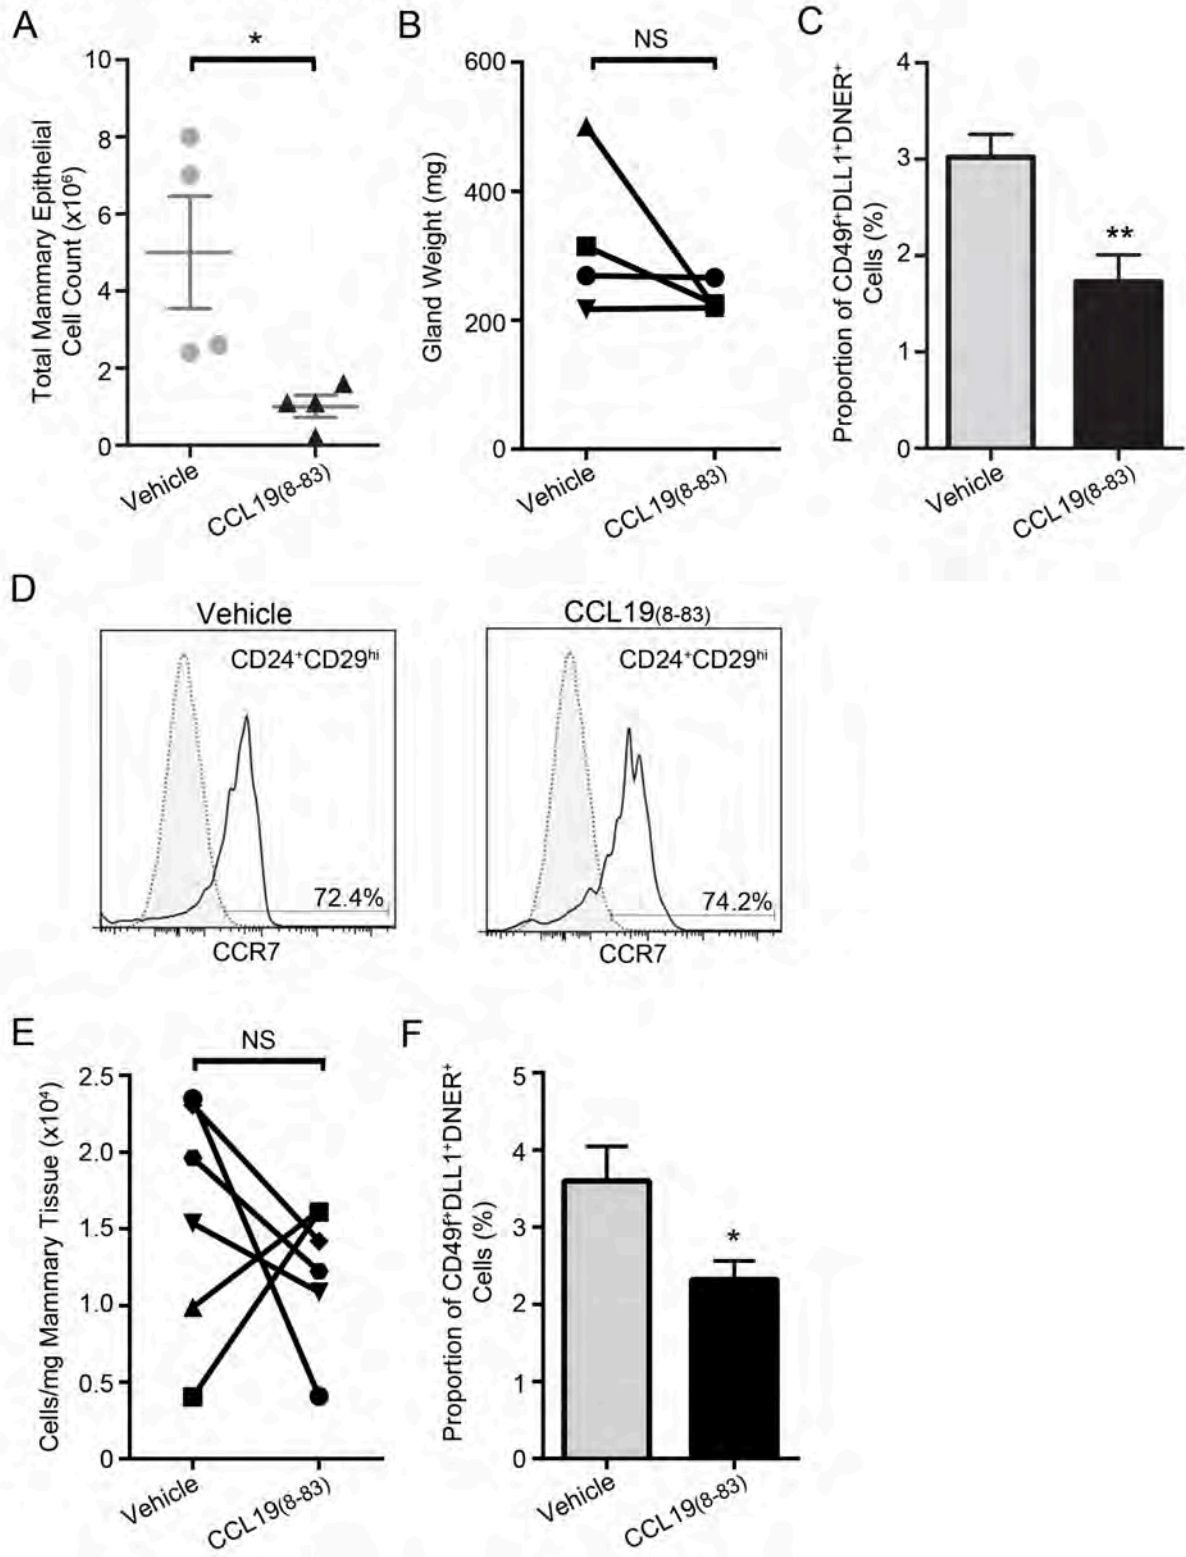 A
*
10
8
6
4
2
0
Total Mammary Epithelial
Cell Count (x10⁶)
Vehicle
CCL19(8-83)
B
NS
600
400
200
0
Gland Weight (mg)
Vehicle
CCL19(8-83)
C
4
3
2
1
0
**
Proportion of CD49f⁺DLL1⁺DNER⁺
Cells (%)
Vehicle
CCL19(8-83)
D
Vehicle
CD24⁺CD29ʰⁱ
72.4%
CCR7
CCL19(8-83)
CD24⁺CD29ʰⁱ
74.2%
CCR7
E
NS
2.5
2.0
1.5
1.0
0.5
0
Cells/mg Mammary Tissue (x10⁴)
Vehicle
CCL19(8-83)
F
5
4
3
2
1
0
*
Proportion of CD49f⁺DLL1⁺DNER⁺
Cells (%)
Vehicle
CCL19(8-83)